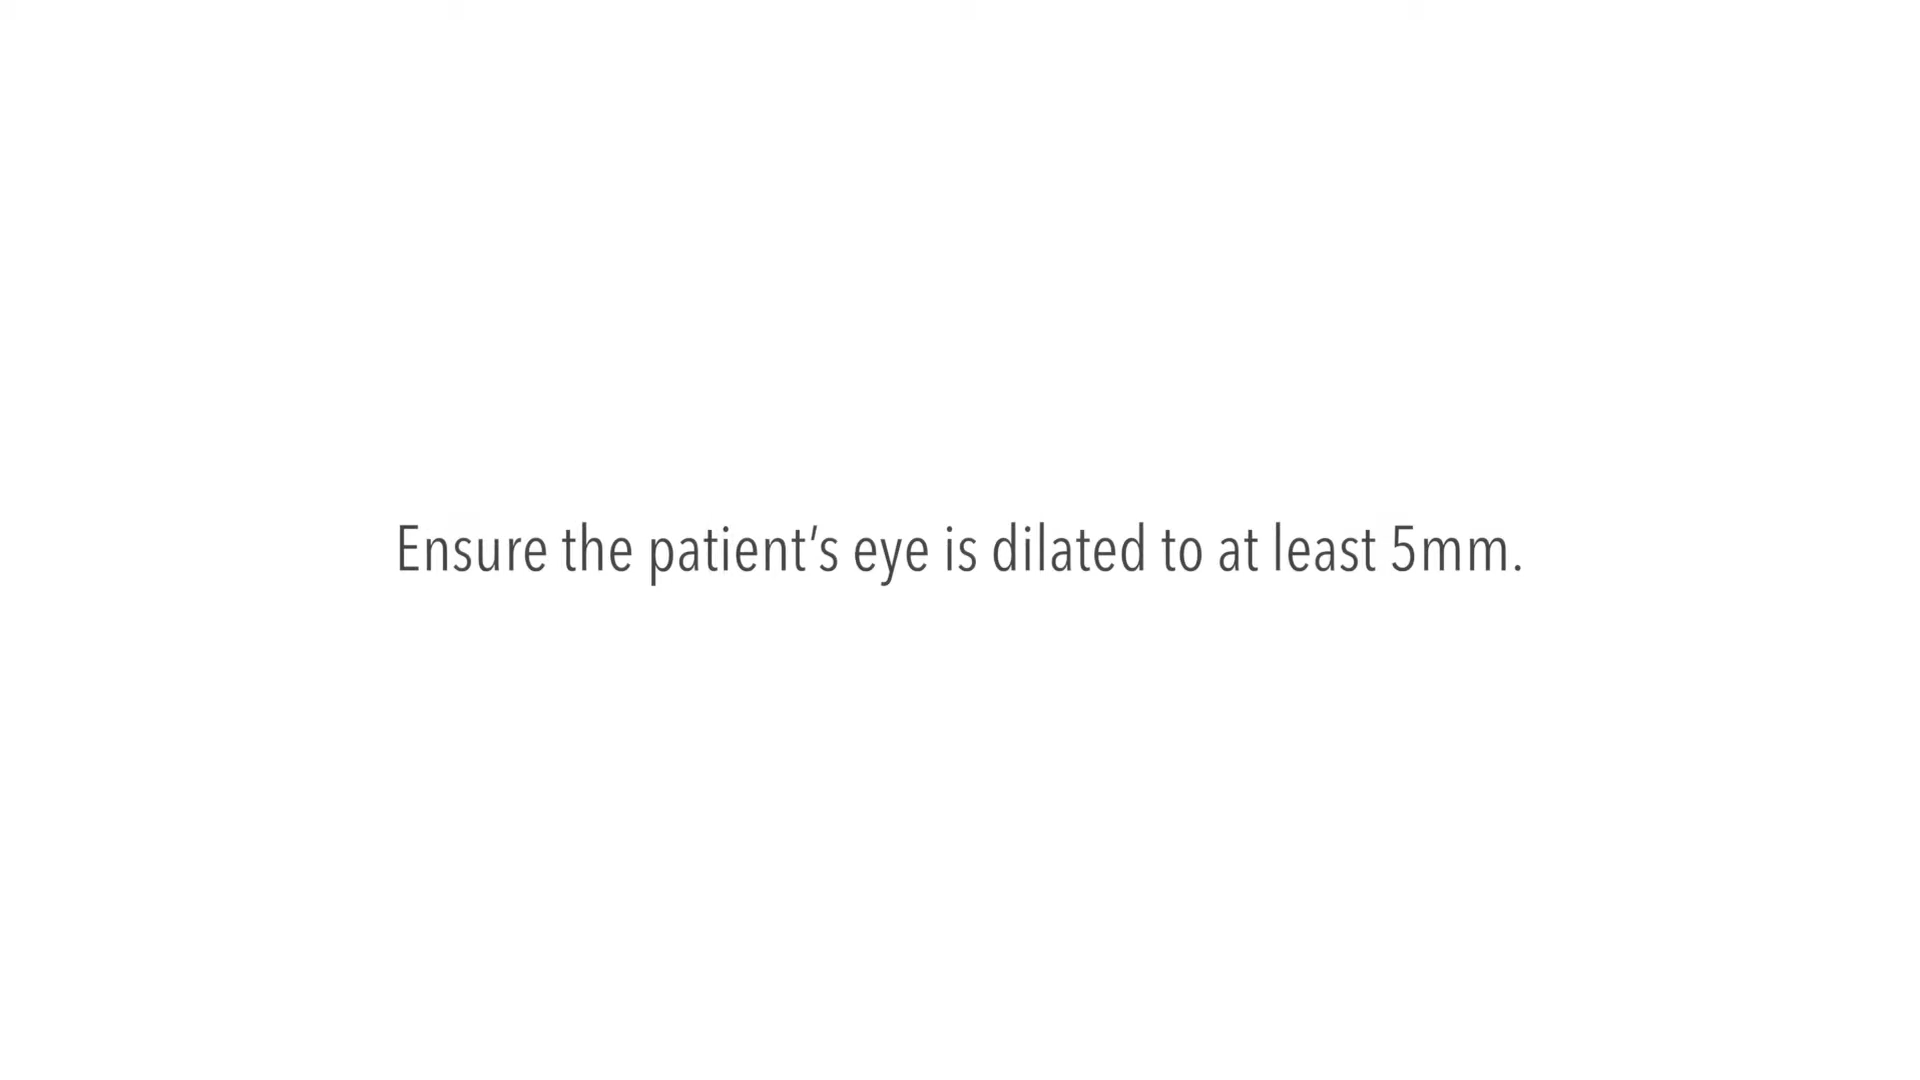 Ensure the patient’s eye is dilated to at least 5mm.